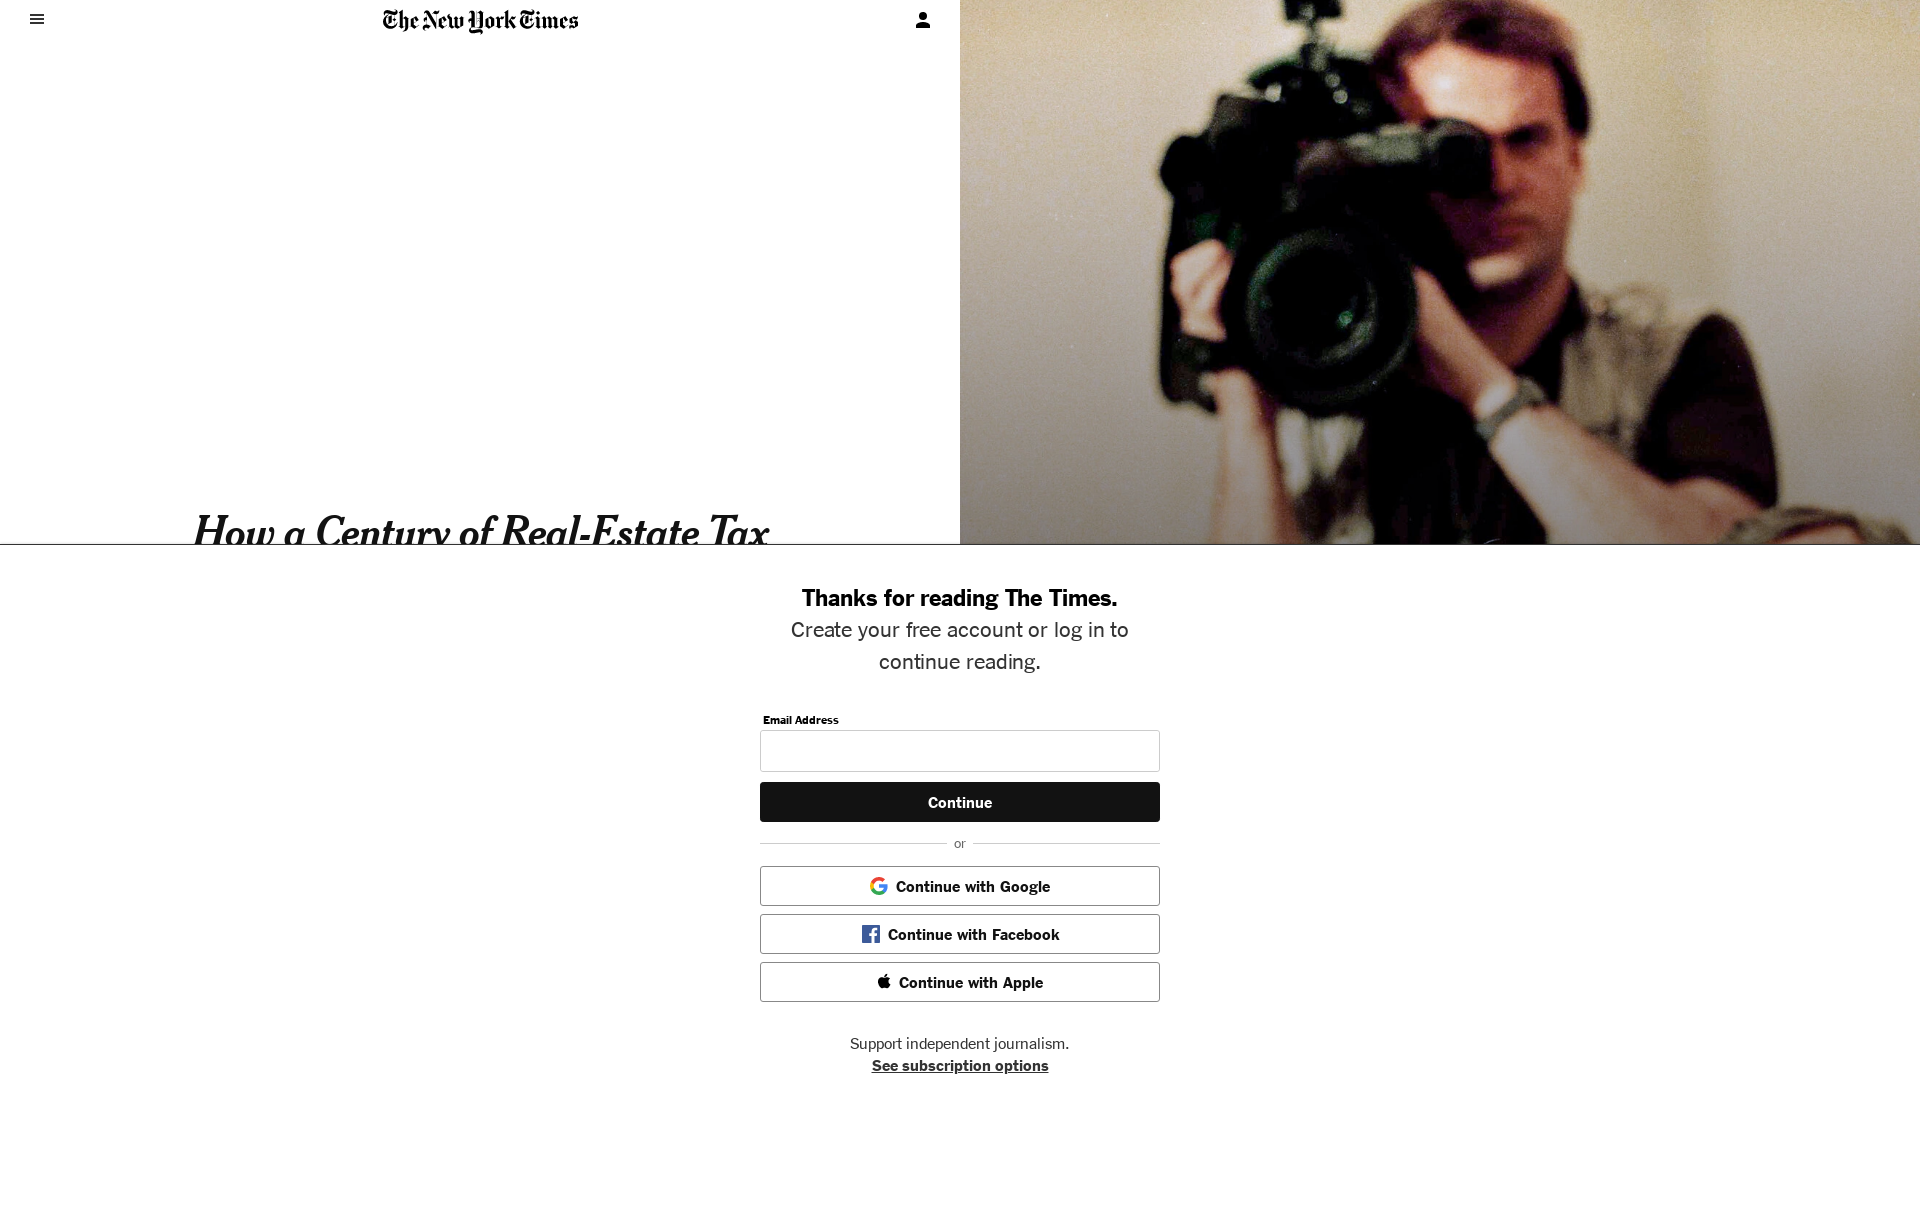 The New York Times
How a Century of Real-Estate Tax
Thanks for reading The Times.
Create your free account or log in to
continue reading.
Email Address
Continue
or
Continue with Google
Continue with Facebook
Continue with Apple
Support independent journalism.
See subscription options